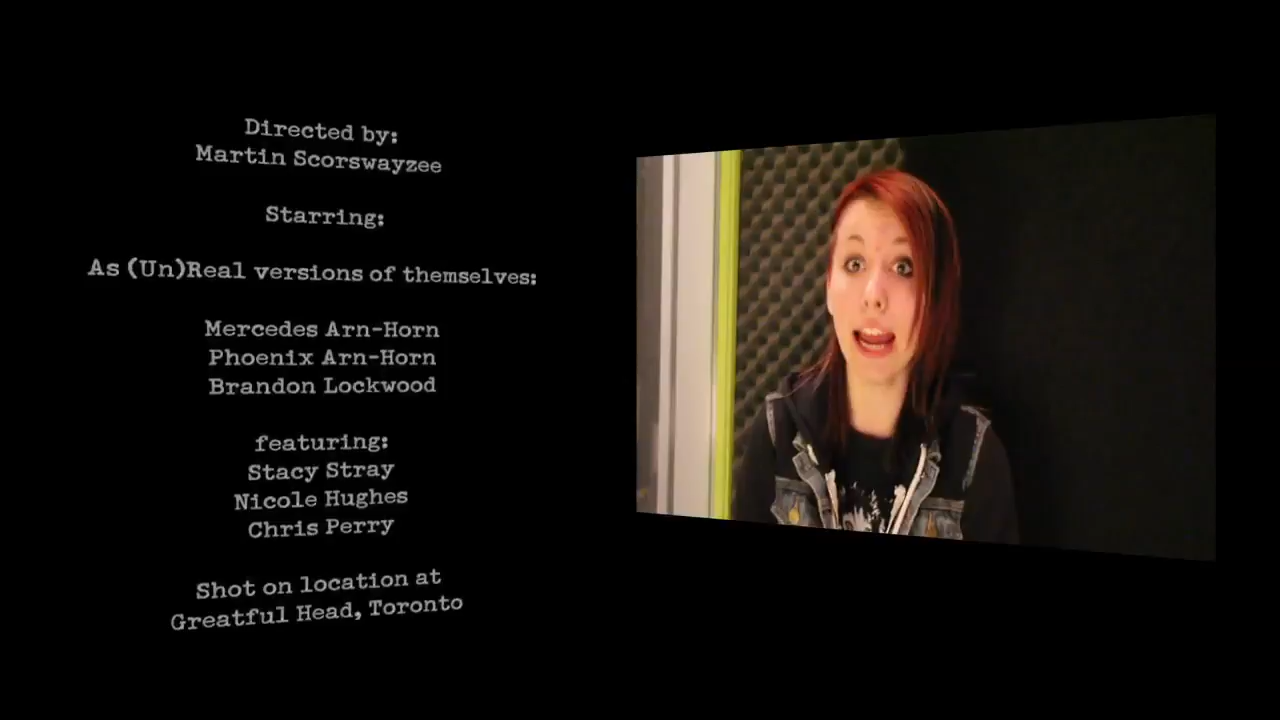 Directed by:
Martin Scorswayzee
Starring:
As (Un)Real versions of themselves:
Mercedes Arn-Horn
Phoenix Arn-Horn
Brandon Lockwood
featuring:
Stacy Stray
Nicole Hughes
Chris Perry
Shot on location at
Greatful Head, Toronto